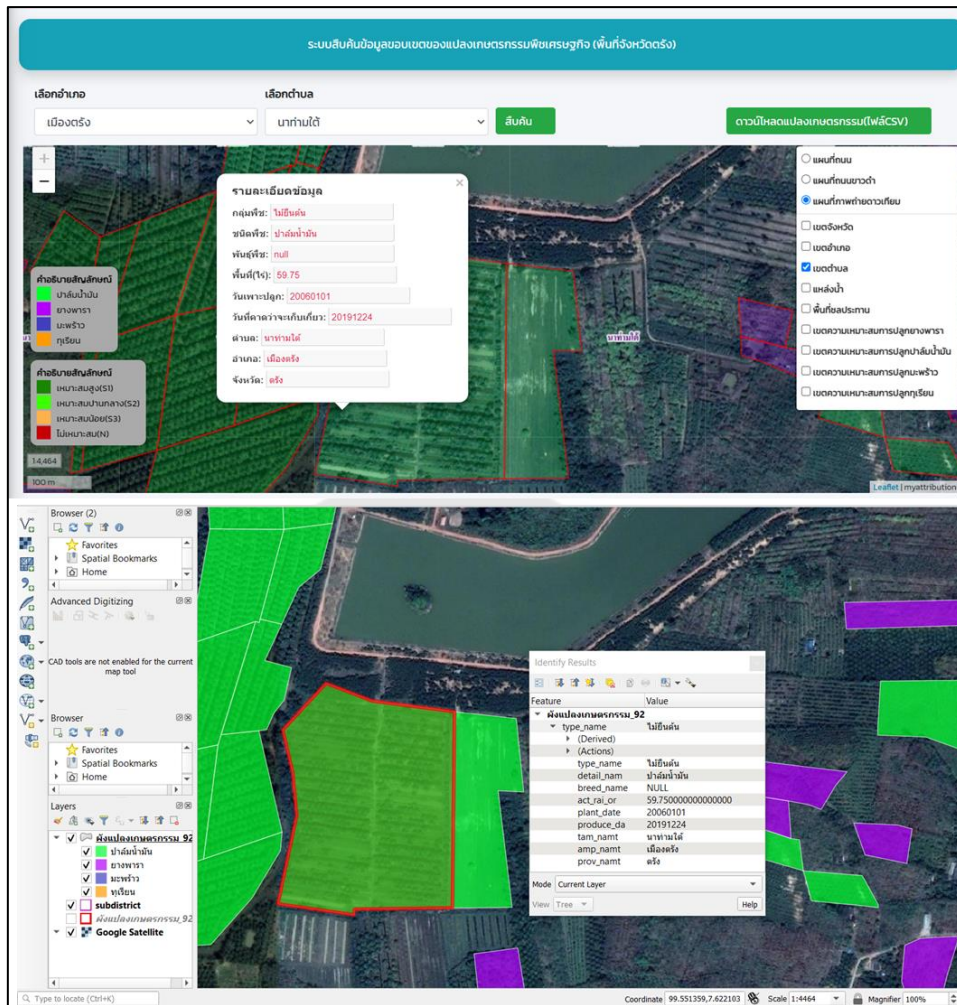 ระบบสืบค้นข้อมูลขอบเขตของแปลงเกษตรกรรมพืชเศรษฐกิจ (พื้นที่จังหวัดตรัง)
เลือกอำเภอ
เลือกตำบล
เมืองตรัง
นาท่ามใต้
สืบค้น
ดาวน์โหลดแปลงเกษตรกรรม(ไฟล์CSV)
+
−
รายละเอียดข้อมูล
×
กลุ่มพืช: ไม้ยืนต้น
ชนิดพืช: ปาล์มน้ำมัน
พันธุ์พืช: null
พื้นที่(ไร่): 59.75
วันเพาะปลูก: 20060101
วันที่คาดว่าจะเก็บเกี่ยว: 20191224
ตำบล: นาท่ามใต้
อำเภอ: เมืองตรัง
จังหวัด: ตรัง
นาท่ามใต้
แผนที่ถนน
แผนที่ถนนขาวดำ
แผนที่ภาพถ่ายดาวเทียม
เขตจังหวัด
เขตอำเภอ
เขตตำบล
แหล่งน้ำ
พื้นที่ชลประทาน
เขตความเหมาะสมการปลูกยางพารา
เขตความเหมาะสมการปลูกปาล์มน้ำมัน
เขตความเหมาะสมการปลูกมะพร้าว
เขตความเหมาะสมการปลูกทุเรียน
คำอธิบายสัญลักษณ์
ปาล์มน้ำมัน
ยางพารา
มะพร้าว
ทุเรียน
คำอธิบายสัญลักษณ์
เหมาะสมสูง(S1)
เหมาะสมปานกลาง(S2)
เหมาะสมน้อย(S3)
ไม่เหมาะสม(N)
1:4,464
100 m
Leaflet | myattribution
Browser (2)
Favorites
Spatial Bookmarks
Home
Advanced Digitizing
CAD tools are not enabled for the current
map tool
Browser
Favorites
Spatial Bookmarks
Home
Layers
ผังแปลงเกษตรกรรม_92
ปาล์มน้ำมัน
ยางพารา
มะพร้าว
ทุเรียน
subdistrict
ผังแปลงเกษตรกรรม_92
Google Satellite
Identify Results
Feature Value
ผังแปลงเกษตรกรรม_92
type_name ไม้ยืนต้น
(Derived)
(Actions)
type_name ไม้ยืนต้น
detail_nam ปาล์มน้ำมัน
breed_name NULL
act_rai_or 59.750000000000000
plant_date 20060101
produce_da 20191224
tam_namt นาท่ามใต้
amp_namt เมืองตรัง
prov_namt ตรัง
Mode Current Layer
View Tree
Help
Type to locate (Ctrl+K)
Coordinate 99.551359,7.622103 Scale 1:4464 Magnifier 100%